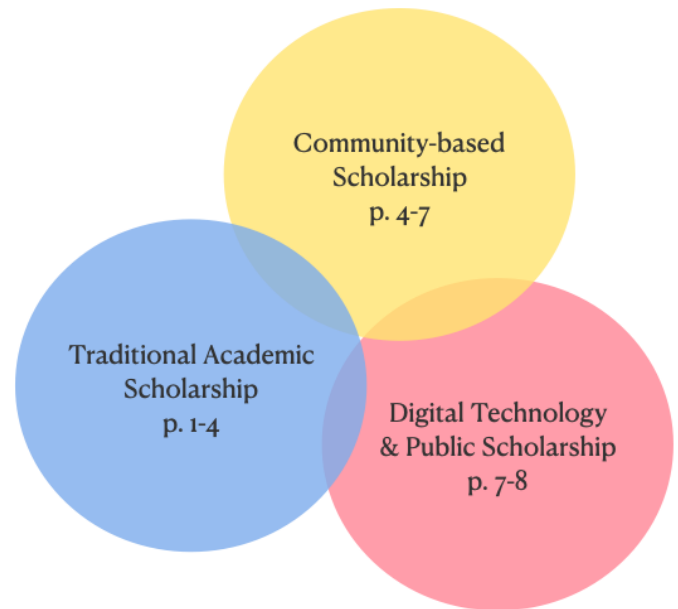 Community-based
Scholarship
p. 4-7
Traditional Academic
Scholarship
p. 1-4
Digital Technology
& Public Scholarship
p. 7-8